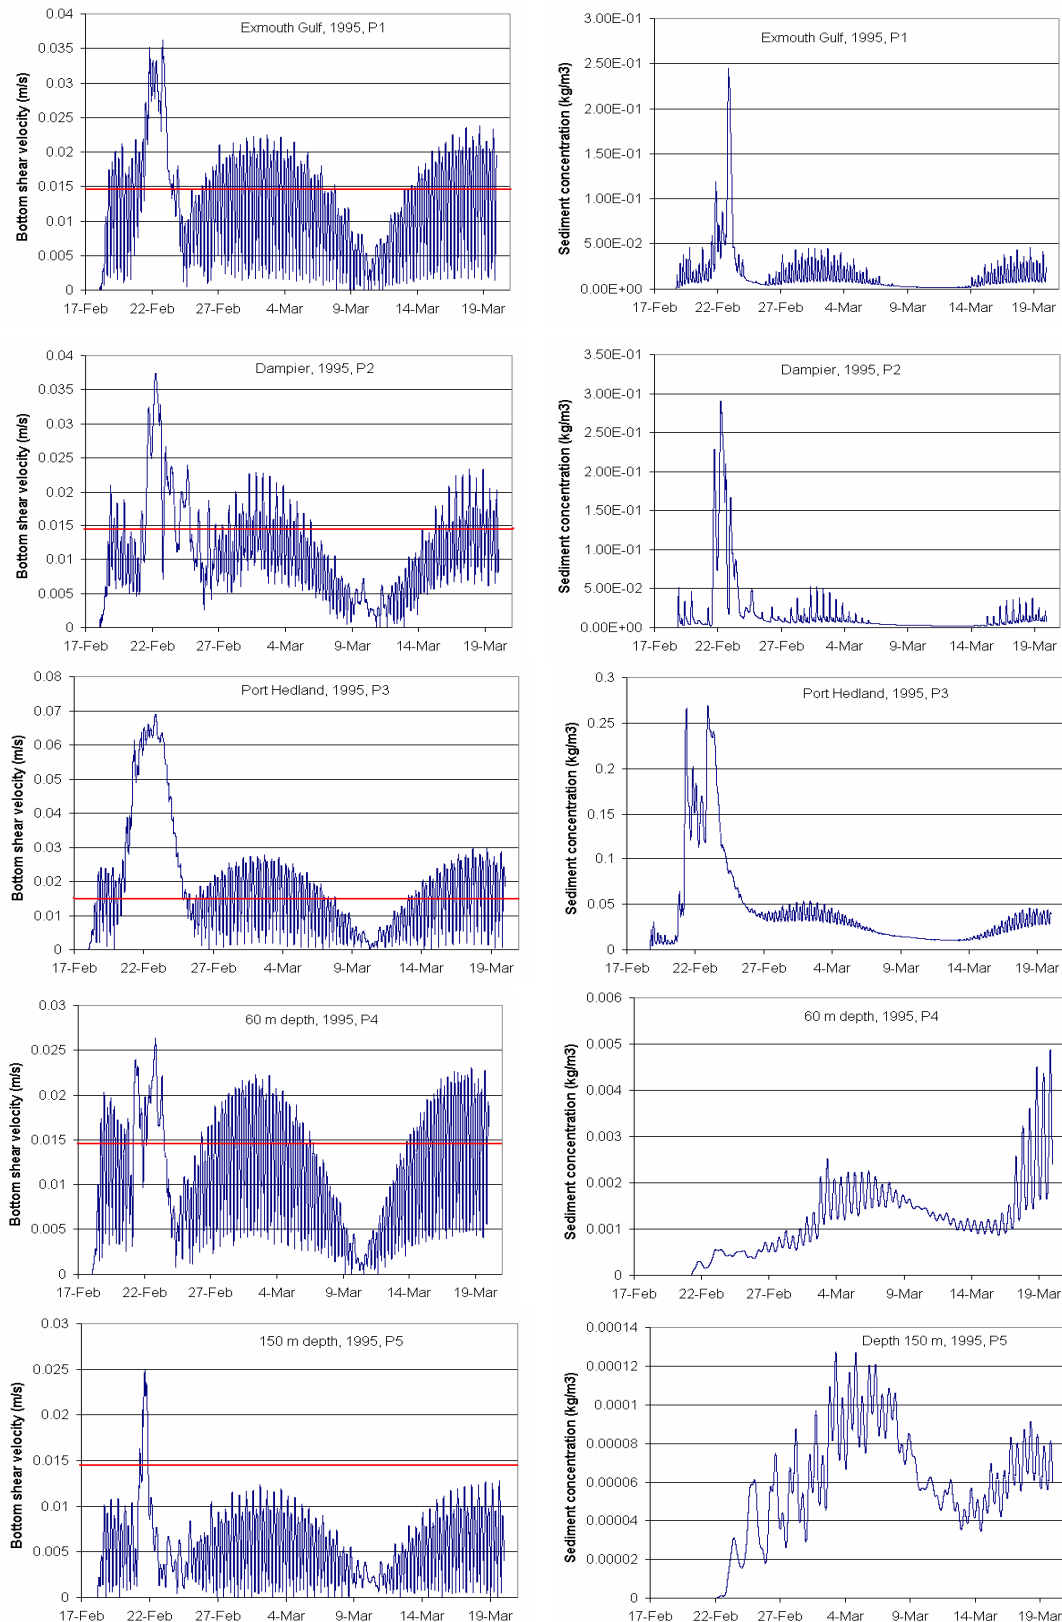 Exmouth Gulf, 1995, P1
Bottom shear velocity (m/s)
0.04
0.035
0.03
0.025
0.02
0.015
0.01
0.005
0
17-Feb 22-Feb 27-Feb 4-Mar 9-Mar 14-Mar 19-Mar
Exmouth Gulf, 1995, P1
Sediment concentration (kg/m3)
3.00E-01
2.50E-01
2.00E-01
1.50E-01
1.00E-01
5.00E-02
0.00E+00
17-Feb 22-Feb 27-Feb 4-Mar 9-Mar 14-Mar 19-Mar
Dampier, 1995, P2
Bottom shear velocity (m/s)
0.04
0.035
0.03
0.025
0.02
0.015
0.01
0.005
0
17-Feb 22-Feb 27-Feb 4-Mar 9-Mar 14-Mar 19-Mar
Dampier, 1995, P2
Sediment concentration (kg/m3)
3.50E-01
3.00E-01
2.50E-01
2.00E-01
1.50E-01
1.00E-01
5.00E-02
0.00E+00
17-Feb 22-Feb 27-Feb 4-Mar 9-Mar 14-Mar 19-Mar
Port Hedland, 1995, P3
Bottom shear velocity (m/s)
0.08
0.07
0.06
0.05
0.04
0.03
0.02
0.01
0
17-Feb 22-Feb 27-Feb 4-Mar 9-Mar 14-Mar 19-Mar
Port Hedland, 1995, P3
Sediment concentration (kg/m3)
0.3
0.25
0.2
0.15
0.1
0.05
0
17-Feb 22-Feb 27-Feb 4-Mar 9-Mar 14-Mar 19-Mar
60 m depth, 1995, P4
Bottom shear velocity (m/s)
0.03
0.025
0.02
0.015
0.01
0.005
0
17-Feb 22-Feb 27-Feb 4-Mar 9-Mar 14-Mar 19-Mar
60 m depth, 1995, P4
Sediment concentration (kg/m3)
0.006
0.005
0.004
0.003
0.002
0.001
0
17-Feb 22-Feb 27-Feb 4-Mar 9-Mar 14-Mar 19-Mar
150 m depth, 1995, P5
Bottom shear velocity (m/s)
0.03
0.025
0.02
0.015
0.01
0.005
0
17-Feb 22-Feb 27-Feb 4-Mar 9-Mar 14-Mar 19-Mar
Depth 150 m, 1995, P5
Sediment concentration (kg/m3)
0.00014
0.00012
0.0001
0.00008
0.00006
0.00004
0.00002
0
17-Feb 22-Feb 27-Feb 4-Mar 9-Mar 14-Mar 19-Mar